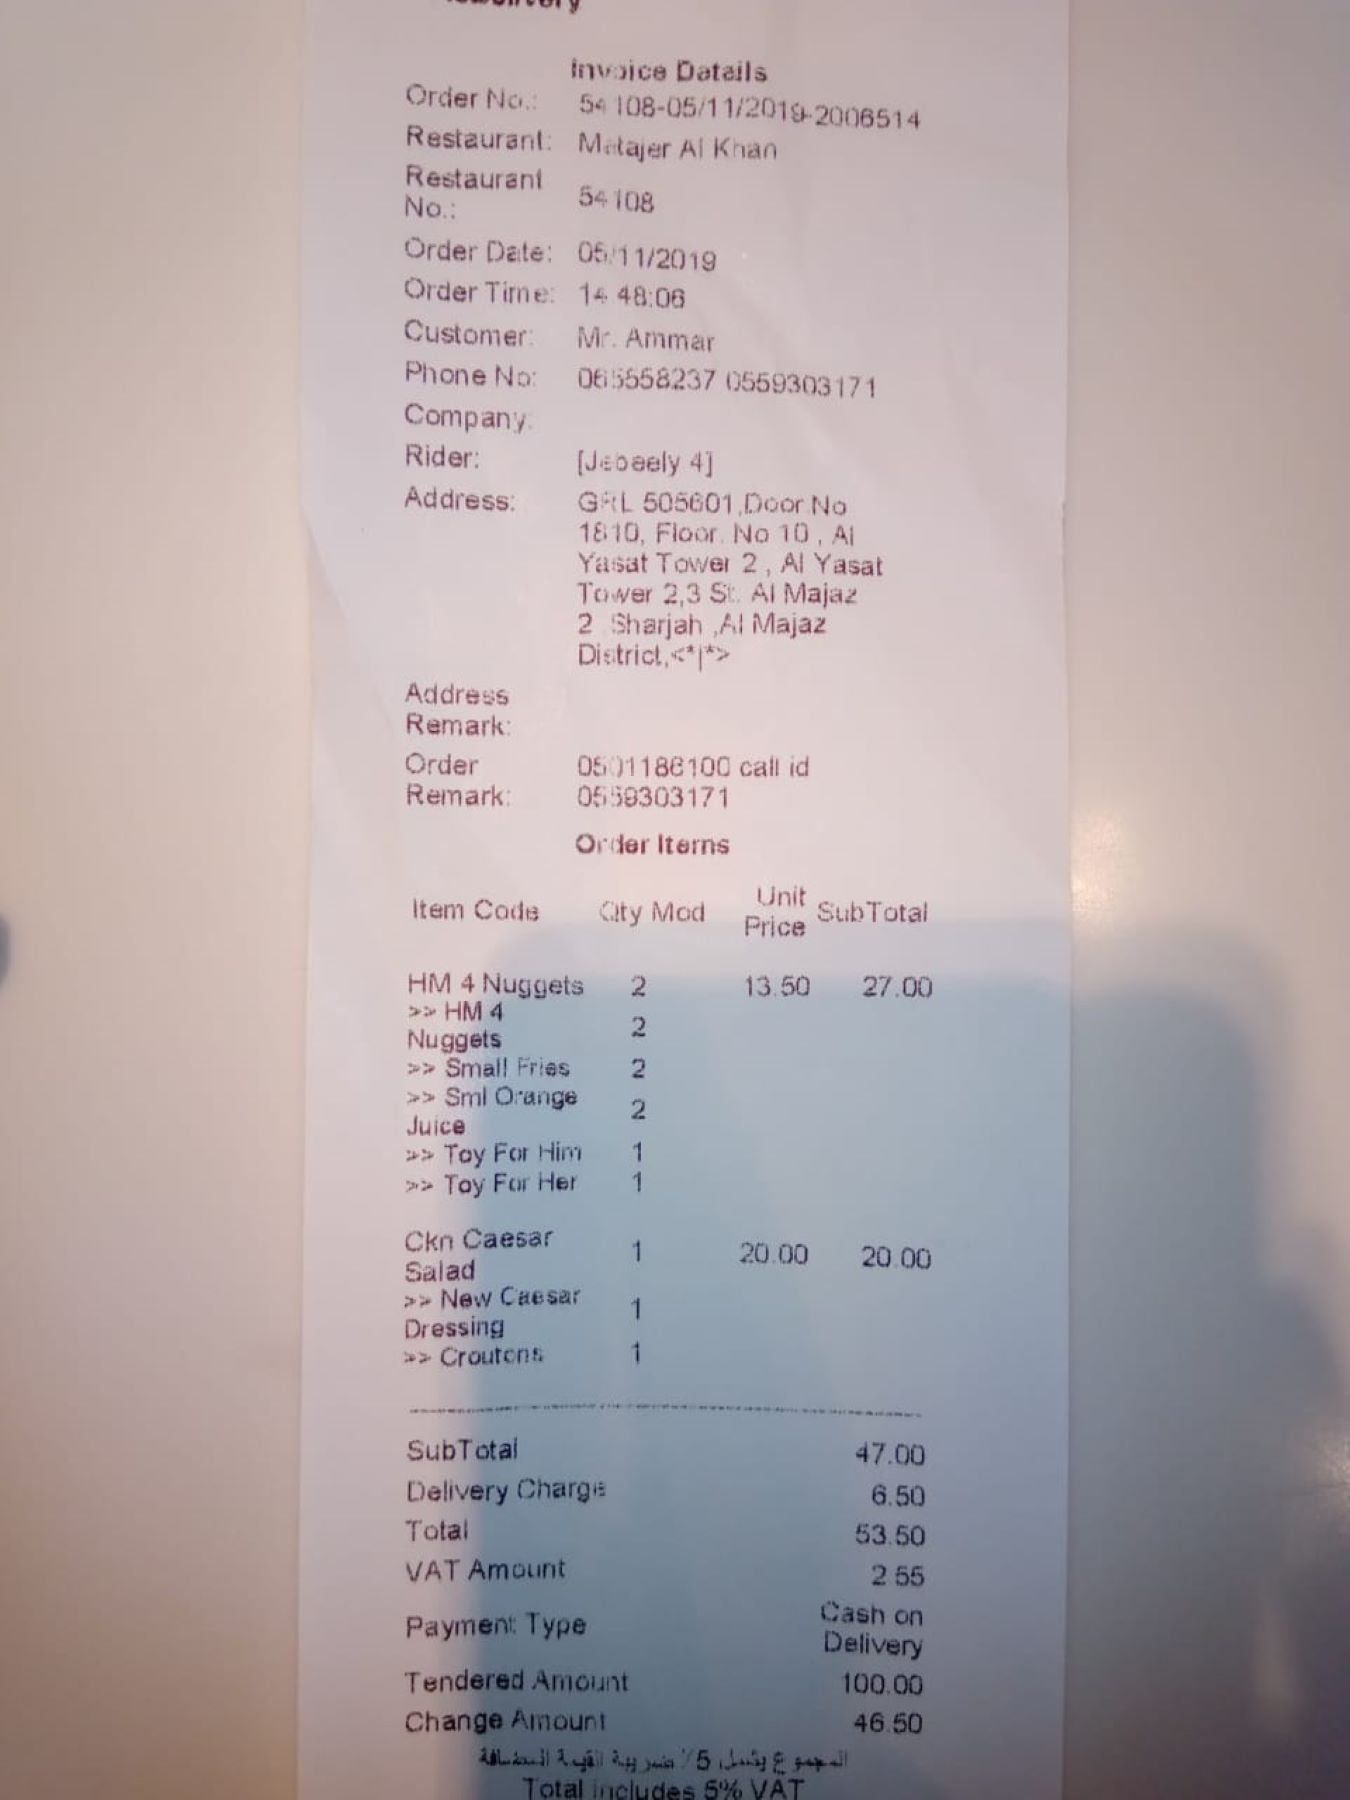 Invoice Datails
Order No.: 54108-05/11/2019-2006514
Restaurant: Matajer Al Khan
Restaurant
No.: 54108
Order Date: 05/11/2019
Order Time: 14:48:06
Customer: Mr. Ammar
Phone No: 065558237 0559303171
Company:
Rider: [Jebeely 4]
Address: GRL 505601,Door.No
1810, Floor. No 10 , Al
Yasat Tower 2 , Al Yasat
Tower 2,3 St. Al Majaz
2 Sharjah ,Al Majaz
District,<*|*>
Address
Remark:
Order 0501186100 call id
Remark: 0559303171
Order Items
Item Code Qty Mod Unit Price SubTotal
HM 4 Nuggets 2 13.50 27.00
>> HM 4
Nuggets 2
>> Small Fries 2
>> Sml Orange
Juice 2
>> Toy For Him 1
>> Toy For Her 1
Ckn Caesar
Salad 1 20.00 20.00
>> New Caesar
Dressing 1
>> Croutons 1
SubTotal 47.00
Delivery Charge 6.50
Total 53.50
VAT Amount 2.55
Payment Type Cash on
Delivery
Tendered Amount 100.00
Change Amount 46.50
المجموع يشمل 5٪ ضريبة القيمة المضافة
Total includes 5% VAT